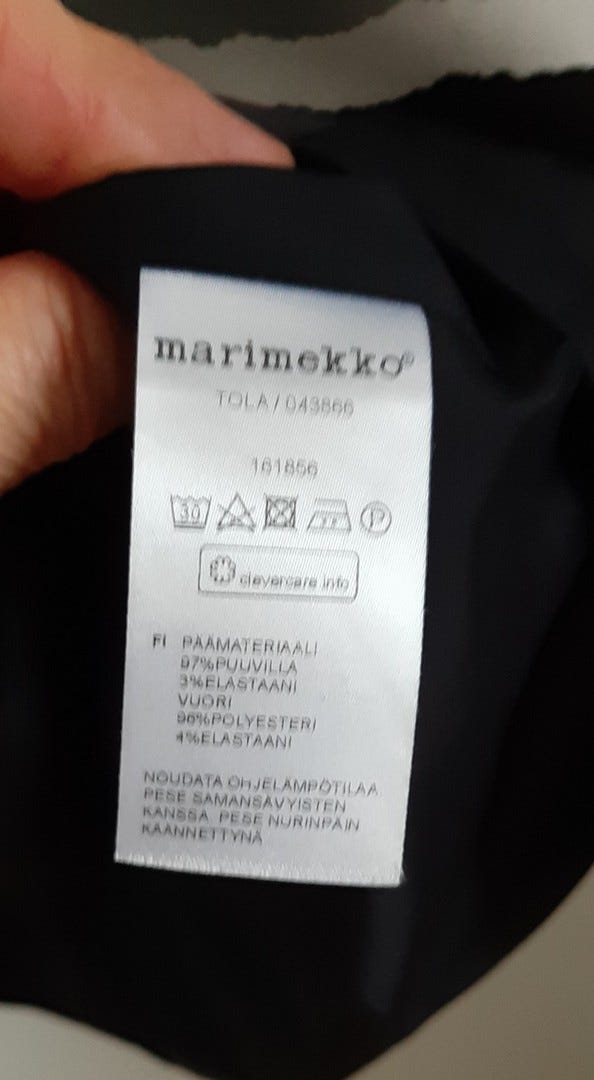 marimekko®
TOLA / 043866
161856
30
P
clevercare.info
FI PÄÄMATERIAALI
97%PUUVILLA
3%ELASTAANI
VUORI
96%POLYESTERI
4%ELASTAANI
NOUDATA OHJELÄMPÖTILAA
PESE SAMANSÄVYISTEN
KANSSA. PESE NURINPÄIN
KÄÄNNETTYNÄ